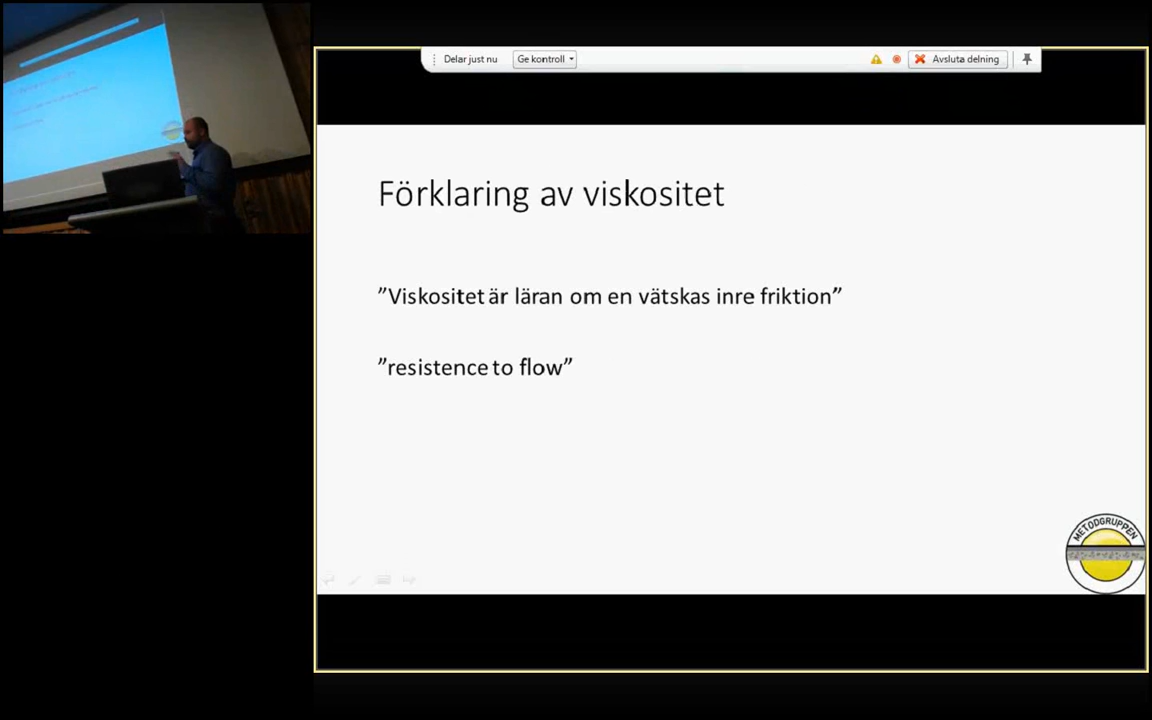 Delar just nu
Ge kontroll
Avsluta delning
Förklaring av viskositet
”Viskositet är läran om en vätskas inre friktion”
”resistence to flow”
METODGRUPPEN